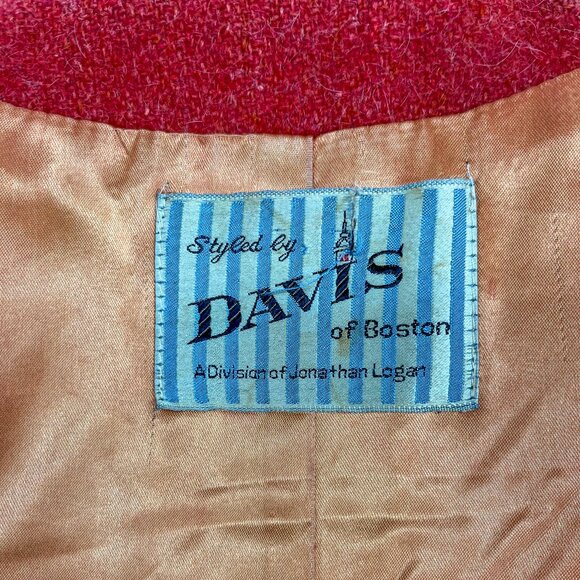 Styled by
DAVIS
of Boston
A Division of Jonathan Logan